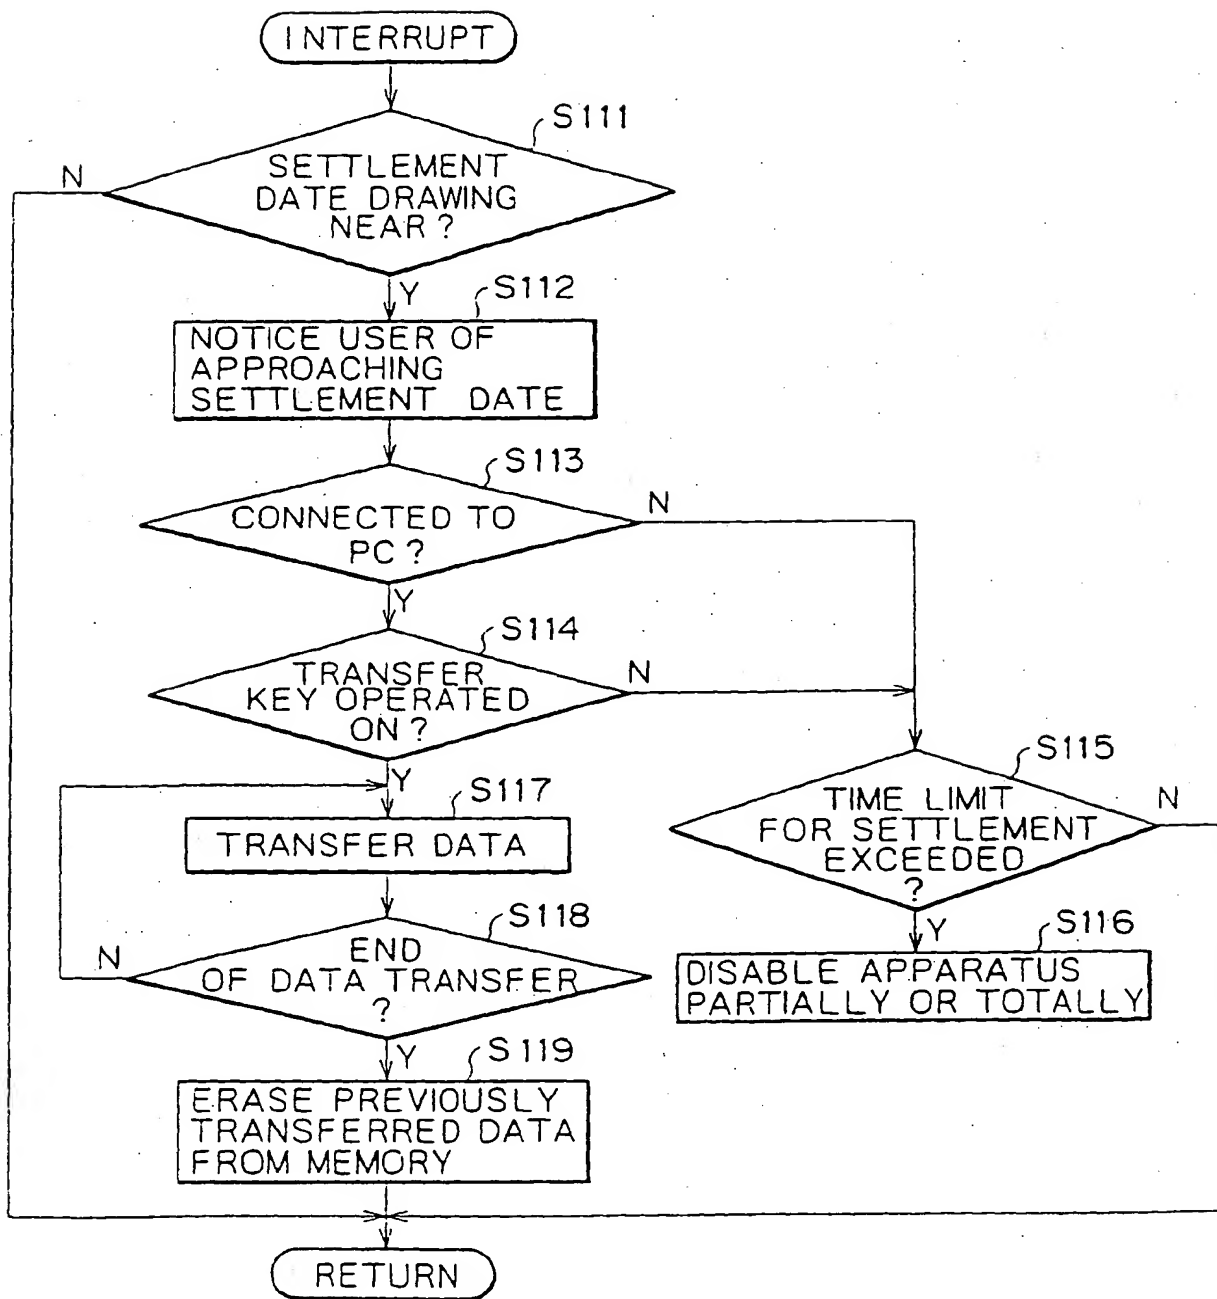 INTERRUPT
S111
SETTLEMENT
DATE DRAWING
NEAR?
N
Y
S112
NOTICE USER OF
APPROACHING
SETTLEMENT DATE
S113
CONNECTED TO
PC?
N
Y
S114
TRANSFER
KEY OPERATED
ON?
N
Y
S115
TIME LIMIT
FOR SETTLEMENT
EXCEEDED
?
N
Y
S116
DISABLE APPARATUS
PARTIALLY OR TOTALLY
S117
TRANSFER DATA
S118
END
OF DATA TRANSFER
?
N
Y
S119
ERASE PREVIOUSLY
TRANSFERRED DATA
FROM MEMORY
RETURN